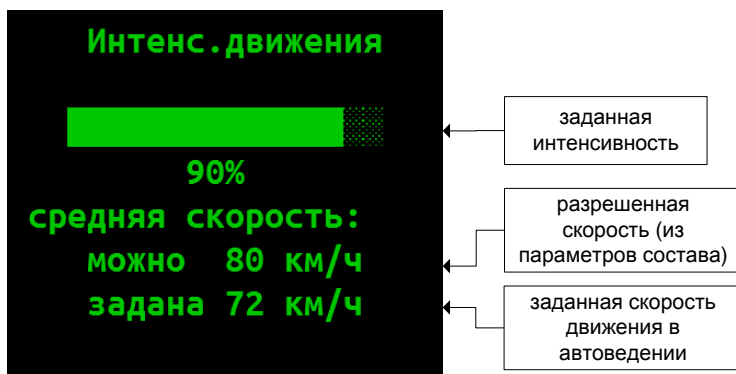 Интенс.движения
90%
средняя скорость:
можно 80 км/ч
задана 72 км/ч
заданная
интенсивность
разрешенная
скорость (из
параметров состава)
заданная скорость
движения в
автоведении